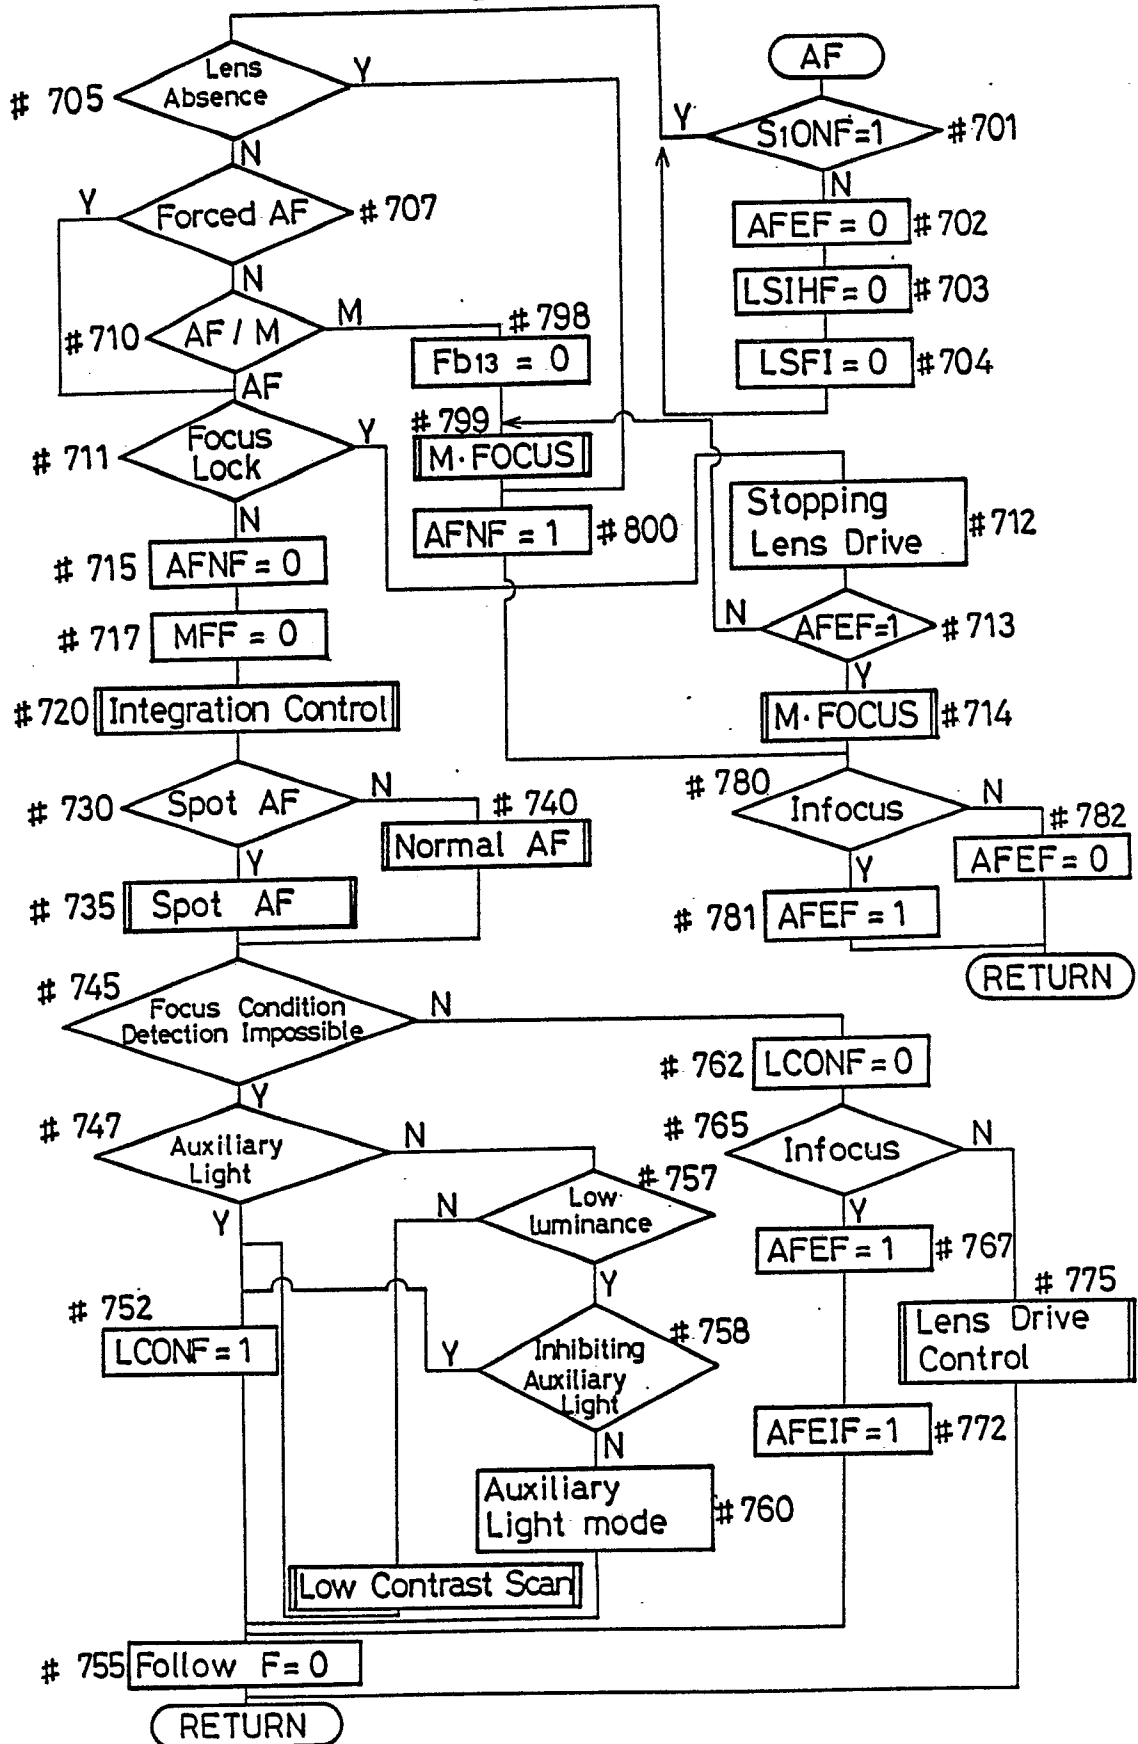 AF
S1ONF=1
#701
Y
N
AFEF=0
#702
LSIHF=0
#703
LSFI=0
#704
Lens
Absence
#705
Y
N
Forced AF
#707
Y
N
AF/M
#710
M
AF
#798
Fb13=0
#799
M·FOCUS
AFNF=1
#800
Focus
Lock
#711
Y
N
Stopping
Lens Drive
#712
AFEF=1
#713
N
Y
M·FOCUS
#714
#715
AFNF=0
#717
MFF=0
#720
Integration Control
#730
Spot AF
N
Y
#740
Normal AF
#735
Spot AF
#780
Infocus
N
Y
#782
AFEF=0
#781
AFEF=1
RETURN
#745
Focus Condition
Detection Impossible
N
Y
#762
LCONF=0
#765
Infocus
N
Y
AFEF=1
#767
#775
Lens Drive
Control
AFEIF=1
#772
#747
Auxiliary
Light
N
Y
#757
Low
luminance
N
Y
#758
Inhibiting
Auxiliary
Light
Y
N
#752
LCONF=1
Auxiliary
Light mode
#760
Low Contrast Scan
#755
Follow F=0
RETURN